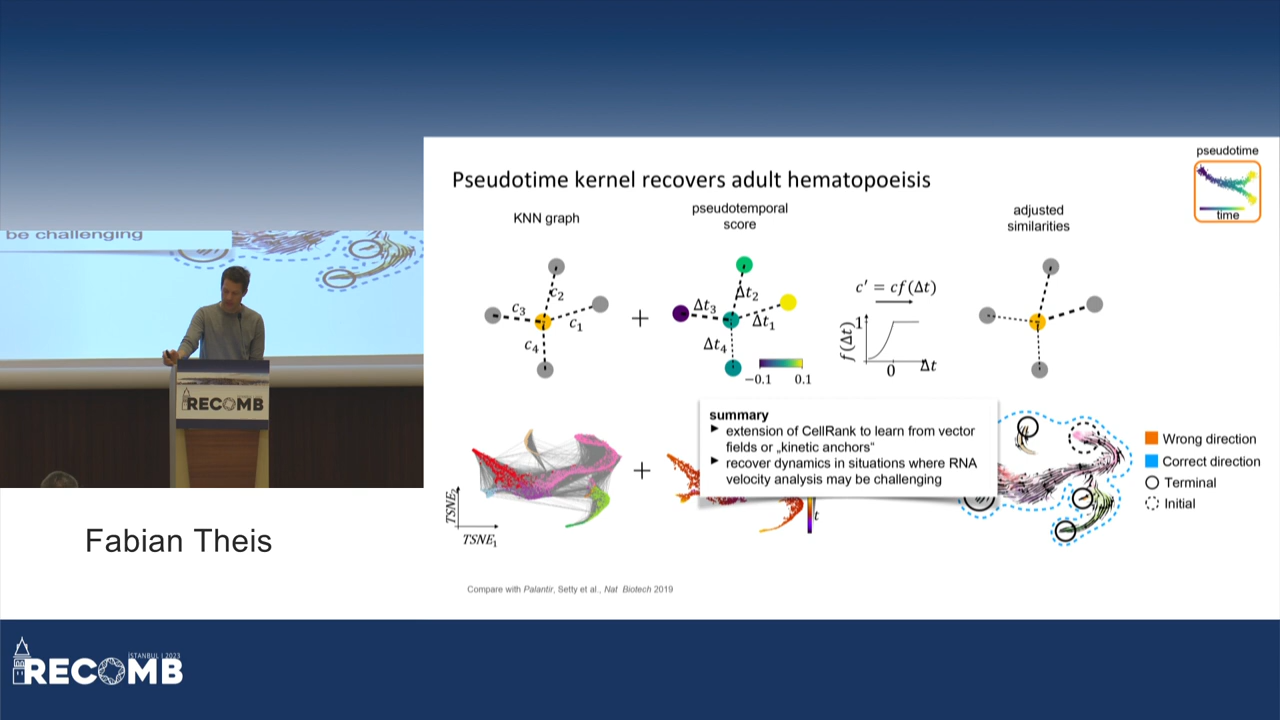 be challenging
RECOMB
Fabian Theis
Pseudotime kernel recovers adult hematopoeisis
pseudotime
time
KNN graph
pseudotemporal
score
adjusted
similarities
c₂
c₃
c₁
c₄
+
Δt₂
Δt₃
Δt₁
Δt₄
−0.1 0.1
c′ = cf(Δt)
f(Δt)
1
0
Δt
summary
► extension of CellRank to learn from vector
fields or „kinetic anchors“
► recover dynamics in situations where RNA
velocity analysis may be challenging
+
t
TSNE₂
TSNE₁
Wrong direction
Correct direction
Terminal
Initial
Compare with Palantir, Setty et al., Nat Biotech 2019
İSTANBUL | 2023
RECOMB